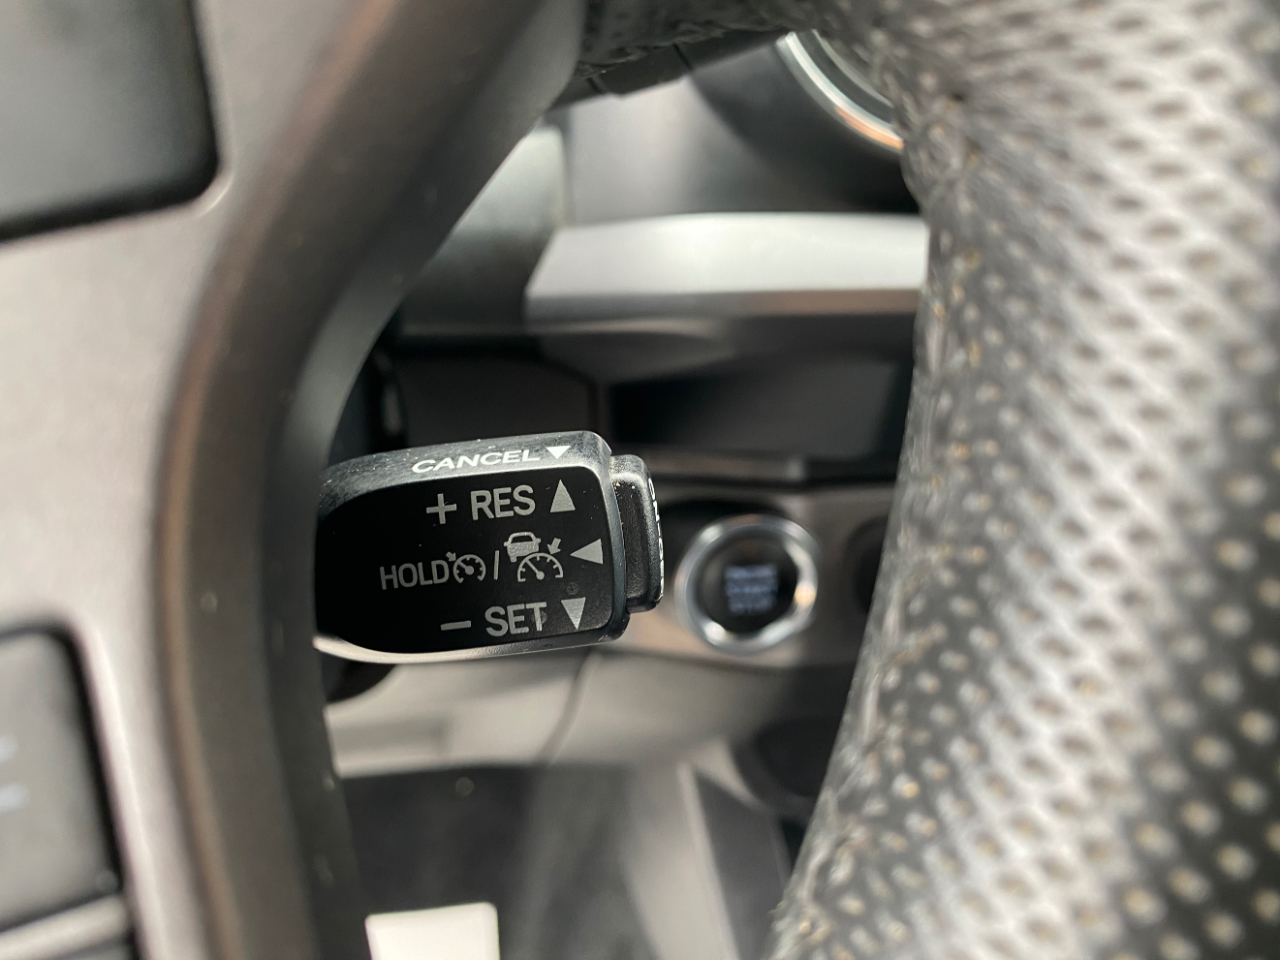 CANCEL▼
+ RES ▲
HOLD / ◀
− SET ▼